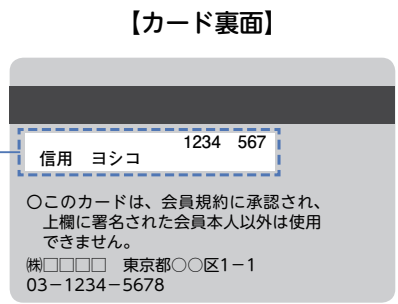 【カード裏面】
1234 567
信用 ヨシコ
○このカードは、会員規約に承認され、
上欄に署名された会員本人以外は使用
できません。
㈱□□□□ 東京都○○区1−1
03−1234−5678